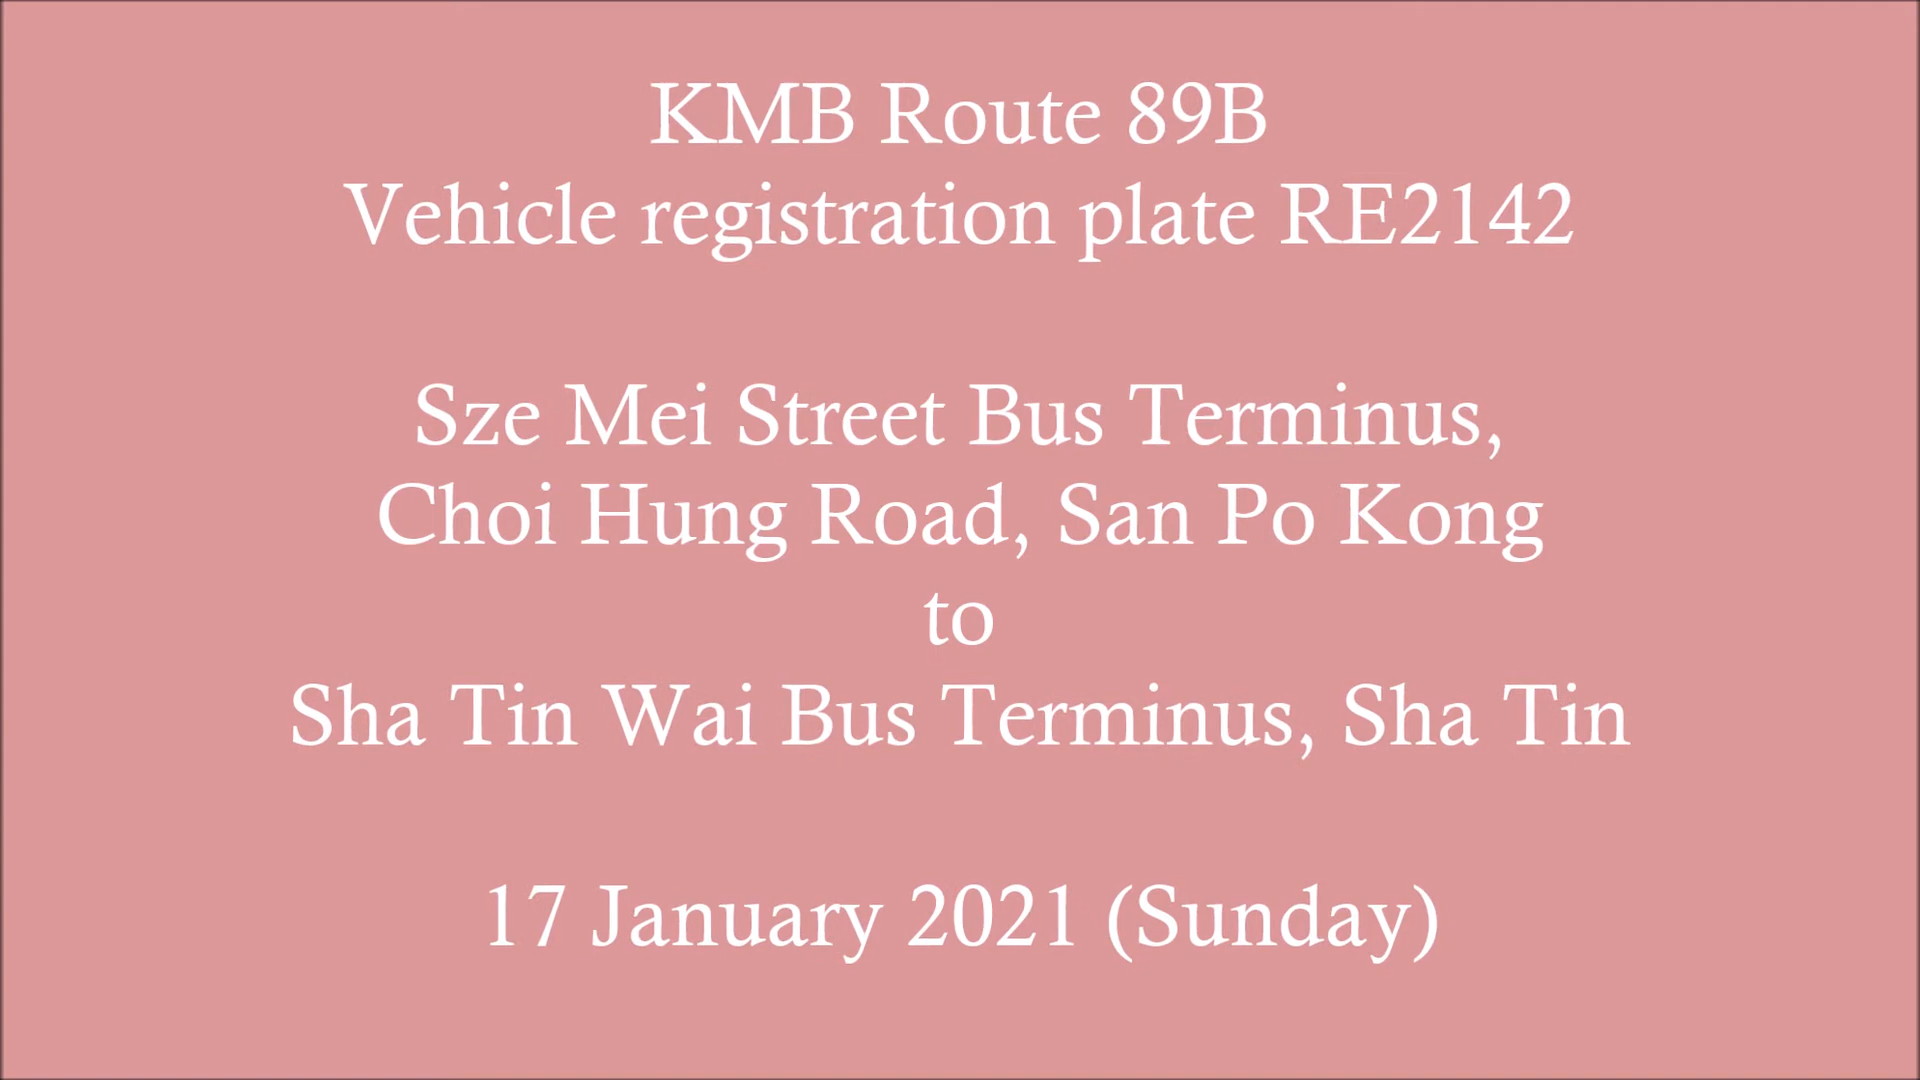 KMB Route 89B
Vehicle registration plate RE2142
Sze Mei Street Bus Terminus,
Choi Hung Road, San Po Kong
to
Sha Tin Wai Bus Terminus, Sha Tin
17 January 2021 (Sunday)